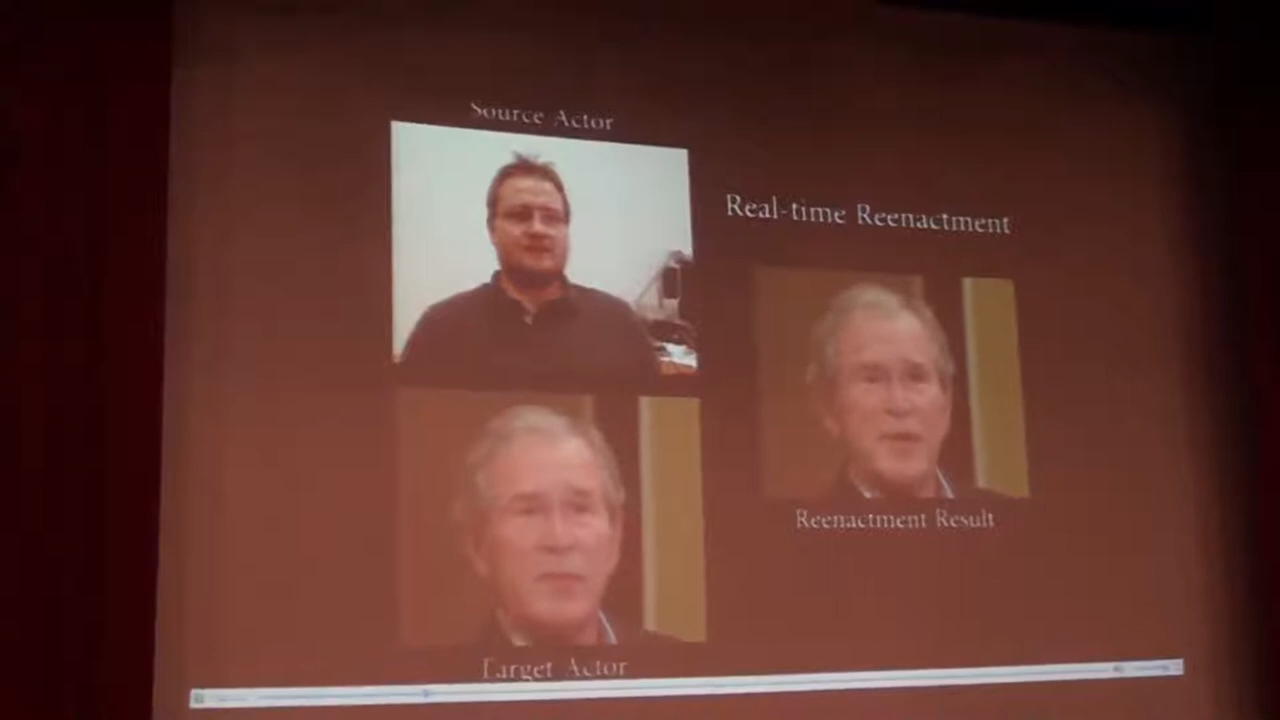 Source Actor
Real-time Reenactment
Reenactment Result
Target Actor